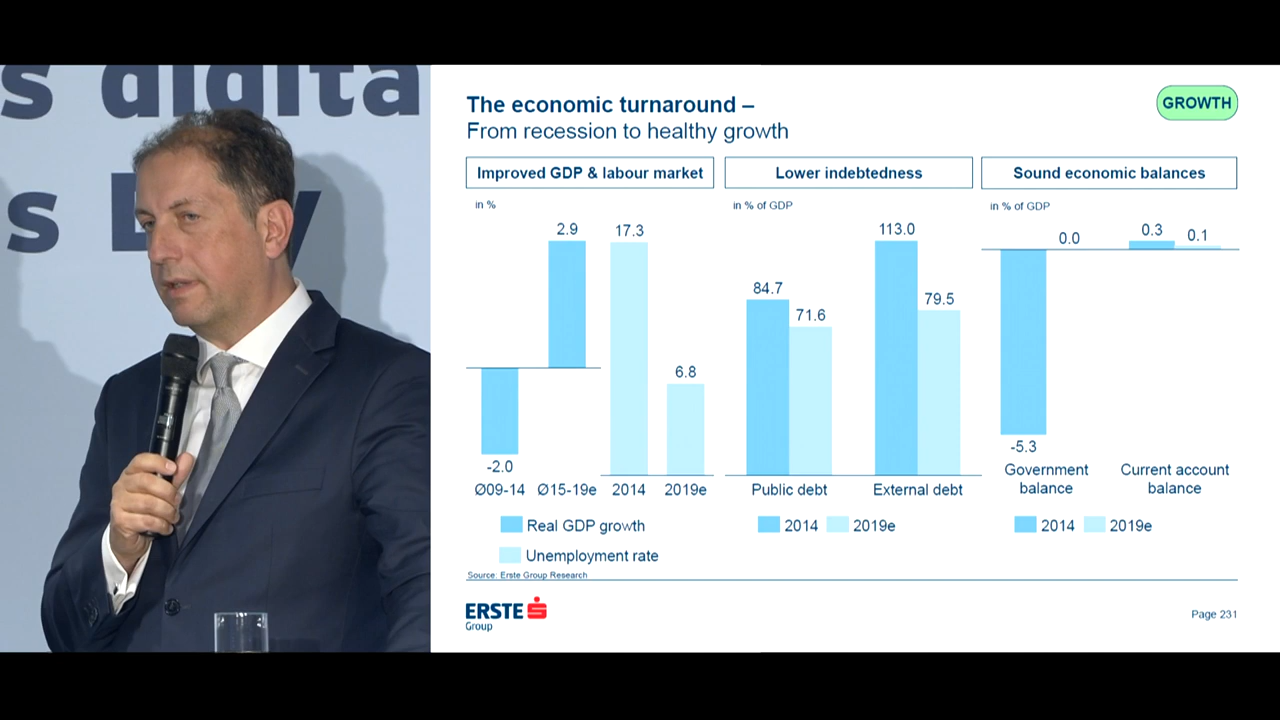 s digita
s
y
The economic turnaround –
From recession to healthy growth
GROWTH
Improved GDP & labour market
Lower indebtedness
Sound economic balances
in %
in % of GDP
in % of GDP
2.9
17.3
6.8
-2.0
Ø09-14
Ø15-19e
2014
2019e
Real GDP growth
Unemployment rate
84.7
71.6
113.0
79.5
Public debt
External debt
2014
2019e
0.0
0.3
0.1
-5.3
Government
balance
Current account
balance
2014
2019e
Source: Erste Group Research
ERSTE
Group
Page 231